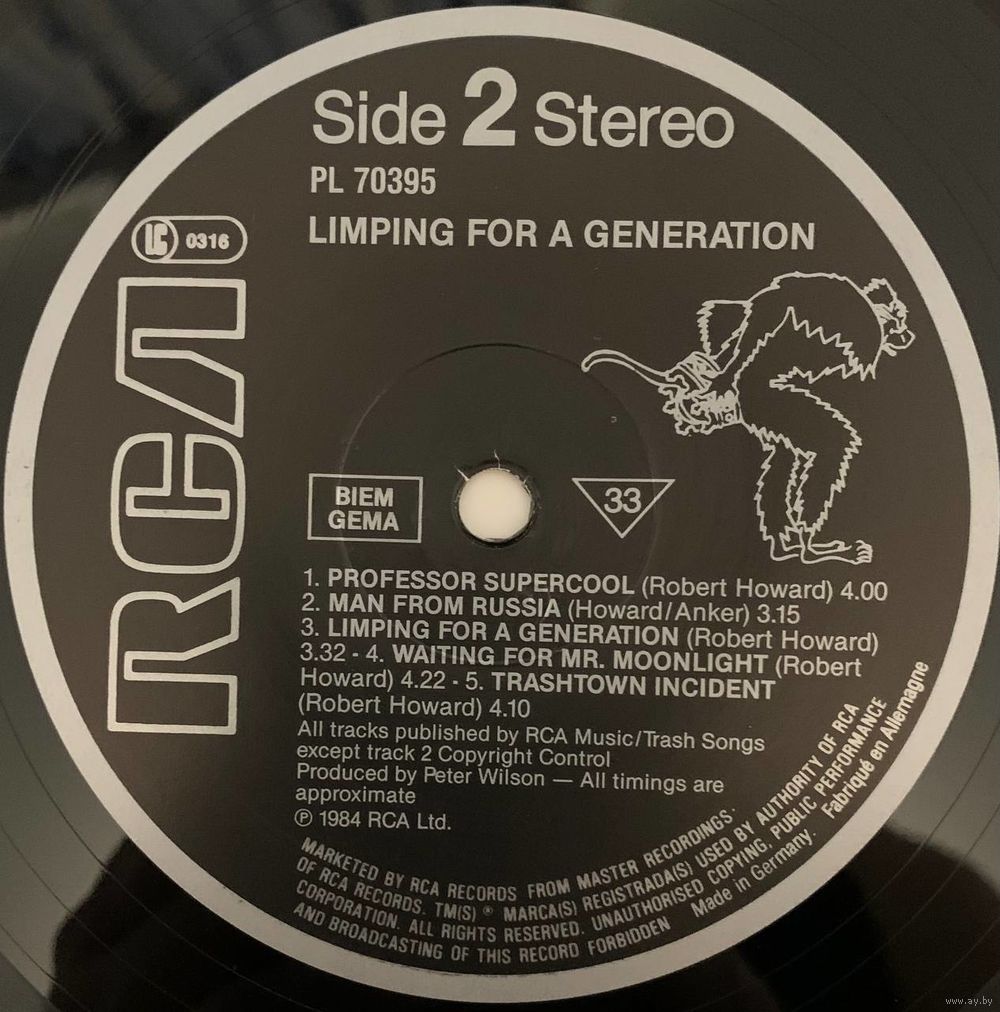 Side 2 Stereo
PL 70395
LIMPING FOR A GENERATION
LC 0316
RCA
BIEM
GEMA
33
1. PROFESSOR SUPERCOOL (Robert Howard) 4.00
2. MAN FROM RUSSIA (Howard/Anker) 3.15
3. LIMPING FOR A GENERATION (Robert Howard)
3.32 - 4. WAITING FOR MR. MOONLIGHT (Robert
Howard) 4.22 - 5. TRASHTOWN INCIDENT
(Robert Howard) 4.10
All tracks published by RCA Music/Trash Songs
except track 2 Copyright Control
Produced by Peter Wilson — All timings are
approximate
℗ 1984 RCA Ltd.
MARKETED BY RCA RECORDS FROM MASTER RECORDINGS
OF RCA RECORDS. TM(S) ® MARCA(S) REGISTRADA(S) USED BY AUTHORITY OF RCA
CORPORATION. ALL RIGHTS RESERVED. UNAUTHORISED COPYING, PUBLIC PERFORMANCE
AND BROADCASTING OF THIS RECORD FORBIDDEN Made in Germany. Fabriqué en Allemagne
www.ay.by